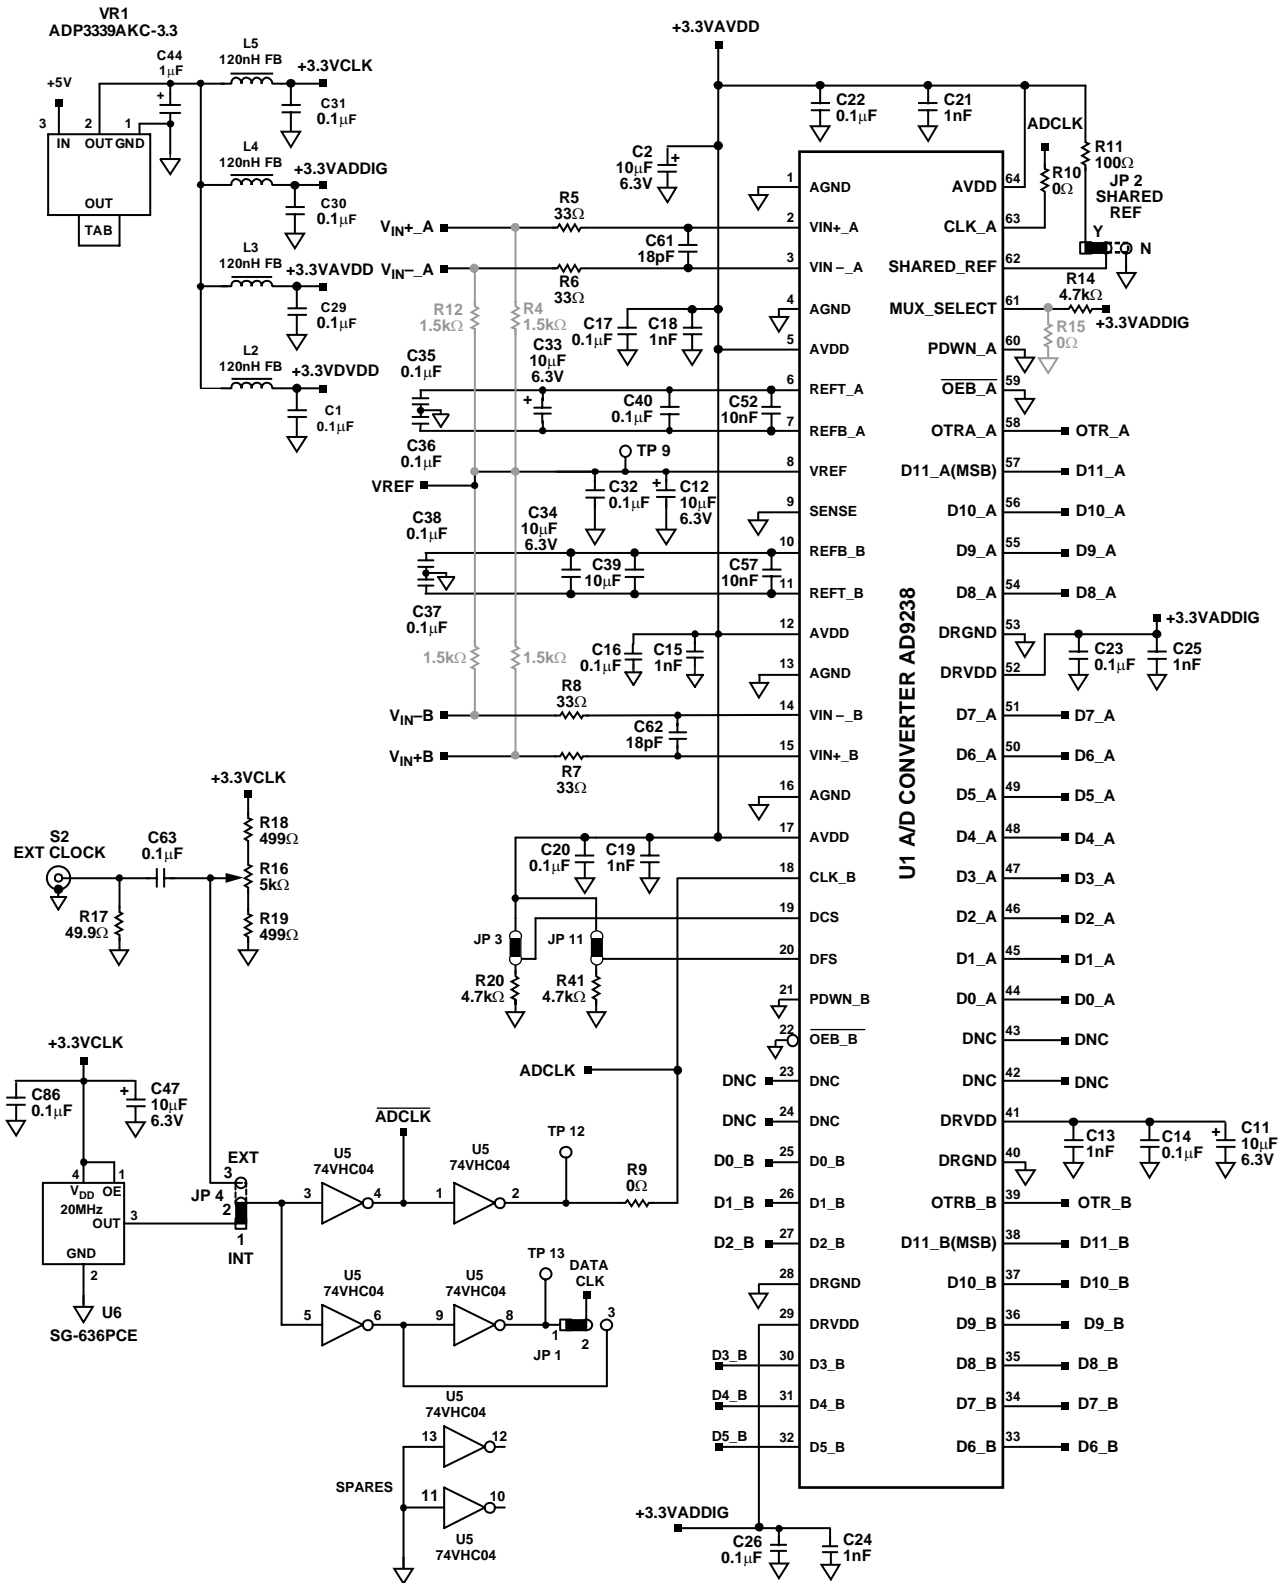 VR1
ADP3339AKC-3.3
C44
1µF
+5V
3
2
1
IN
OUT
GND
OUT
TAB
L5
120nH FB
+3.3VCLK
C31
0.1µF
L4
120nH FB
+3.3VADDIG
C30
0.1µF
L3
120nH FB
+3.3VAVDD
C29
0.1µF
L2
120nH FB
+3.3VDVDD
C1
0.1µF
+3.3VAVDD
C22
0.1µF
C21
1nF
ADCLK
R11
100Ω
R10
0Ω
JP 2
SHARED
REF
Y
N
R14
4.7kΩ
+3.3VADDIG
R15
0Ω
C2
10µF
6.3V
+
VIN+_A
R5
33Ω
C61
18pF
VIN–_A
R6
33Ω
R12
1.5kΩ
R4
1.5kΩ
C17
0.1µF
C18
1nF
C35
0.1µF
C33
10µF
6.3V
+
C40
0.1µF
C52
10nF
C36
0.1µF
TP 9
VREF
C32
0.1µF
+
C12
10µF
6.3V
C38
0.1µF
C34
10µF
6.3V
C39
10µF
C57
10nF
C37
0.1µF
1.5kΩ
1.5kΩ
C16
0.1µF
C15
1nF
VIN–B
R8
33Ω
C62
18pF
VIN+B
R7
33Ω
C20
0.1µF
C19
1nF
JP 3
JP 11
R20
4.7kΩ
R41
4.7kΩ
U1 A/D CONVERTER AD9238
1 AGND
2 VIN+_A
3 VIN–_A
4 AGND
5 AVDD
6 REFT_A
7 REFB_A
8 VREF
9 SENSE
10 REFB_B
11 REFT_B
12 AVDD
13 AGND
14 VIN–_B
15 VIN+_B
16 AGND
17 AVDD
18 CLK_B
19 DCS
20 DFS
21 PDWN_B
22 OEB_B
DNC 23 DNC
DNC 24 DNC
D0_B 25 D0_B
D1_B 26 D1_B
D2_B 27 D2_B
28 DRGND
29 DRVDD
D3_B 30 D3_B
D4_B 31 D4_B
D5_B 32 D5_B
AVDD 64
CLK_A 63
SHARED_REF 62
MUX_SELECT 61
PDWN_A 60
OEB_A 59
OTRA_A 58 OTR_A
D11_A(MSB) 57 D11_A
D10_A 56 D10_A
D9_A 55 D9_A
D8_A 54 D8_A
DRGND 53
DRVDD 52
D7_A 51 D7_A
D6_A 50 D6_A
D5_A 49 D5_A
D4_A 48 D4_A
D3_A 47 D3_A
D2_A 46 D2_A
D1_A 45 D1_A
D0_A 44 D0_A
DNC 43 DNC
DNC 42 DNC
DRVDD 41
DRGND 40
OTRB_B 39 OTR_B
D11_B(MSB) 38 D11_B
D10_B 37 D10_B
D9_B 36 D9_B
D8_B 35 D8_B
D7_B 34 D7_B
D6_B 33 D6_B
+3.3VADDIG
C23
0.1µF
C25
1nF
C13
1nF
C14
0.1µF
+
C11
10µF
6.3V
+3.3VADDIG
C26
0.1µF
C24
1nF
+3.3VCLK
S2
EXT CLOCK
C63
0.1µF
R18
499Ω
R16
5kΩ
R19
499Ω
R17
49.9Ω
+3.3VCLK
C86
0.1µF
+
C47
10µF
6.3V
4
1
VDD
OE
20MHz
OUT
3
GND
2
U6
SG-636PCE
EXT
3
JP 4
2
1
INT
ADCLK
ADCLK
U5
74VHC04
3
4
U5
74VHC04
1
2
TP 12
R9
0Ω
U5
74VHC04
5
6
U5
74VHC04
9
8
TP 13
DATA
CLK
1
2
3
JP 1
U5
74VHC04
13
12
SPARES
11
10
U5
74VHC04